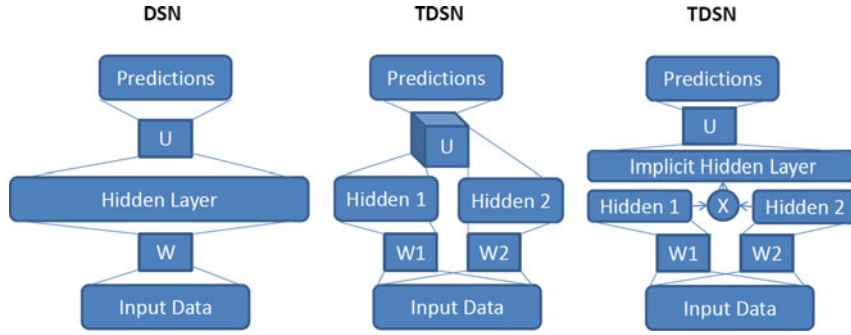 DSN
Predictions
U
Hidden Layer
W
Input Data
TDSN
Predictions
U
Hidden 1
Hidden 2
W1
W2
Input Data
TDSN
Predictions
U
Implicit Hidden Layer
Hidden 1
X
Hidden 2
W1
W2
Input Data